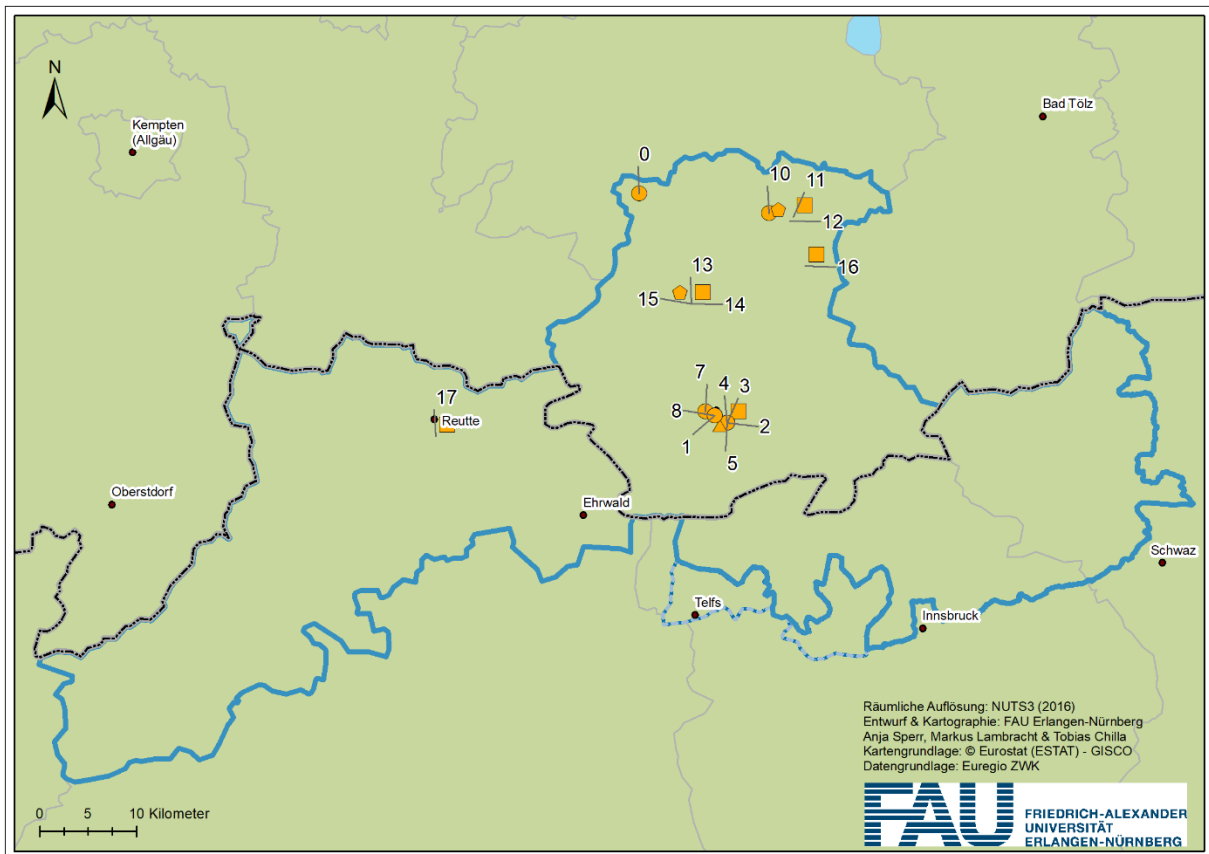 N
Kempten
(Allgäu)
Bad Tölz
0
10
11
12
16
13
15
14
7
4
3
8
2
1
5
17
Reutte
Oberstdorf
Ehrwald
Schwaz
Telfs
Innsbruck
Räumliche Auflösung: NUTS3 (2016)
Entwurf & Kartographie: FAU Erlangen-Nürnberg
Anja Sperr, Markus Lambracht & Tobias Chilla
Kartengrundlage: © Eurostat (ESTAT) - GISCO
Datengrundlage: Euregio ZWK
0 5 10 Kilometer
FAU
FRIEDRICH-ALEXANDER
UNIVERSITÄT
ERLANGEN-NÜRNBERG